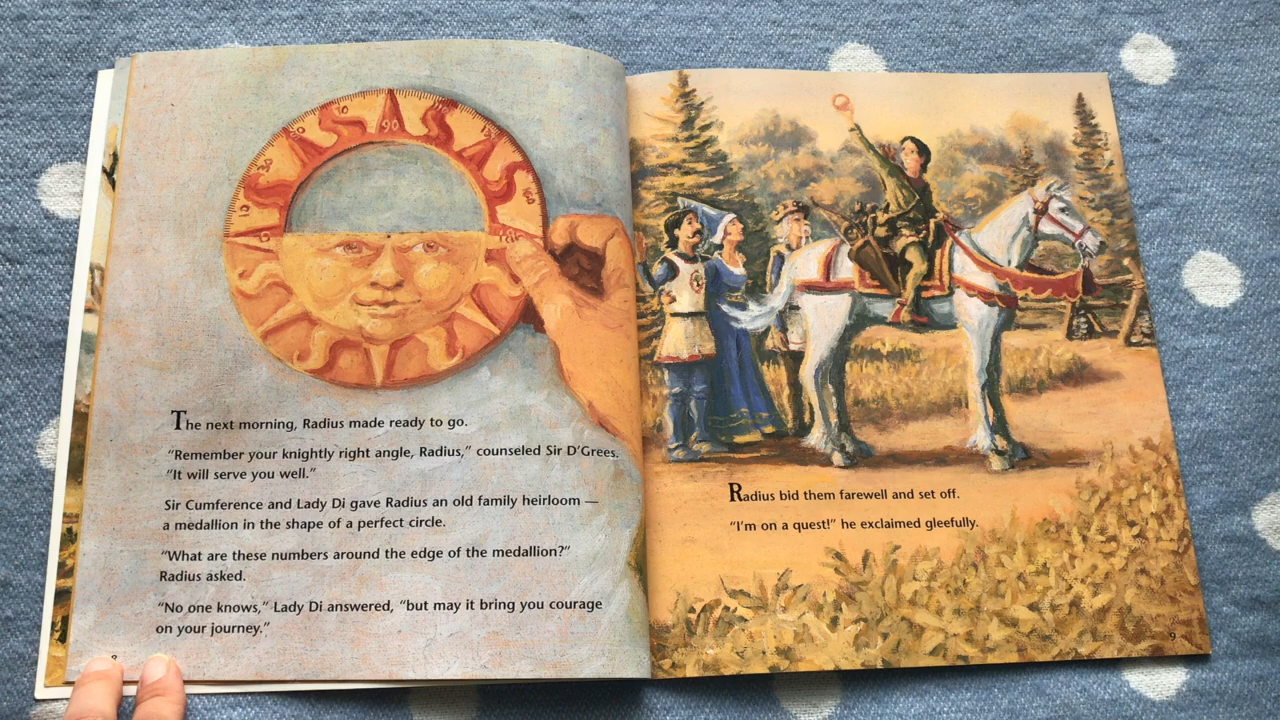 90
160
The next morning, Radius made ready to go.
“Remember your knightly right angle, Radius,” counseled Sir D’Grees.
“It will serve you well.”
Sir Cumference and Lady Di gave Radius an old family heirloom —
a medallion in the shape of a perfect circle.
“What are these numbers around the edge of the medallion?”
Radius asked.
“No one knows,” Lady Di answered, “but may it bring you courage
on your journey.”
Radius bid them farewell and set off.
“I’m on a quest!” he exclaimed gleefully.
9